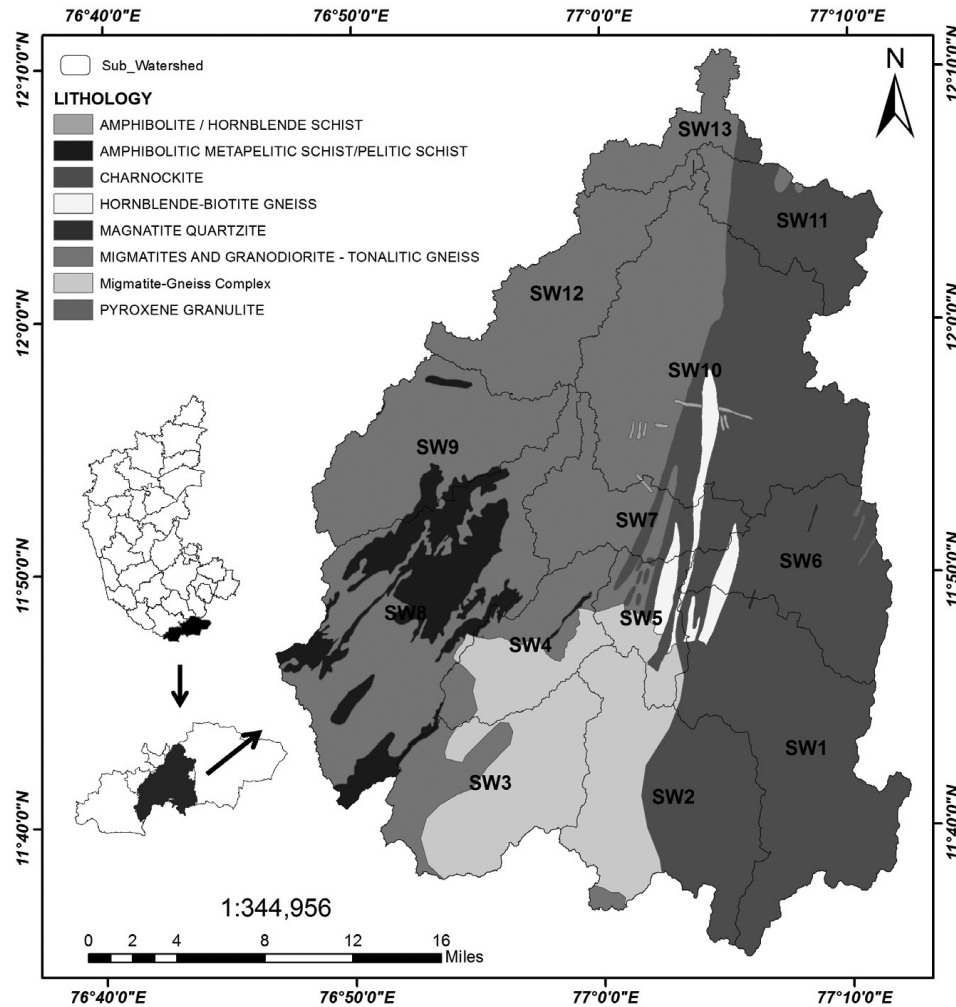 76°40'0"E 76°50'0"E 77°0'0"E 77°10'0"E
12°10'0"N 12°10'0"N
Sub_Watershed
LITHOLOGY
AMPHIBOLITE / HORNBLENDE SCHIST
AMPHIBOLITIC METAPELITIC SCHIST/PELITIC SCHIST
CHARNOCKITE
HORNBLENDE-BIOTITE GNEISS
MAGNATITE QUARTZITE
MIGMATITES AND GRANODIORITE - TONALITIC GNEISS
Migmatite-Gneiss Complex
PYROXENE GRANULITE
N
SW13
SW11
SW12
12°0'0"N 12°0'0"N
SW10
SW9
SW7
SW6
11°50'0"N 11°50'0"N
SW8
SW5
SW4
SW1
SW3
SW2
11°40'0"N 11°40'0"N
1:344,956
0 2 4 8 12 16
Miles
76°40'0"E 76°50'0"E 77°0'0"E 77°10'0"E